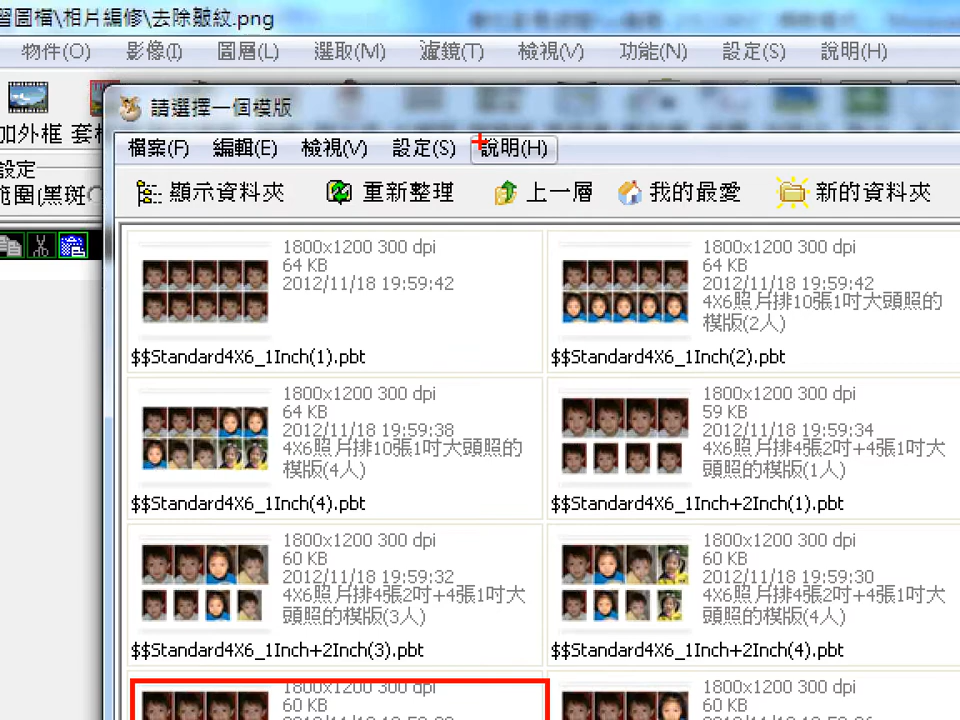 習圖檔\相片編修\去除皺紋.png
物件(O) 影像(I) 圖層(L) 選取(M) 濾鏡(T) 檢視(V) 功能(N) 設定(S) 說明(H)
加外框 套
設定
範圍(黑斑
請選擇一個模版
檔案(F) 編輯(E) 檢視(V) 設定(S) 說明(H)
顯示資料夾 重新整理 上一層 我的最愛 新的資料夾
1800x1200 300 dpi
64 KB
2012/11/18 19:59:42
$$Standard4X6_1Inch(1).pbt
1800x1200 300 dpi
64 KB
2012/11/18 19:59:42
4X6照片排10張1吋大頭照的
模版(2人)
$$Standard4X6_1Inch(2).pbt
1800x1200 300 dpi
64 KB
2012/11/18 19:59:38
4X6照片排10張1吋大頭照的
模版(4人)
$$Standard4X6_1Inch(4).pbt
1800x1200 300 dpi
59 KB
2012/11/18 19:59:34
4X6照片排4張2吋+4張1吋大
頭照的模版(1人)
$$Standard4X6_1Inch+2Inch(1).pbt
1800x1200 300 dpi
60 KB
2012/11/18 19:59:32
4X6照片排4張2吋+4張1吋大
頭照的模版(3人)
$$Standard4X6_1Inch+2Inch(3).pbt
1800x1200 300 dpi
60 KB
2012/11/18 19:59:30
4X6照片排4張2吋+4張1吋大
頭照的模版(4人)
$$Standard4X6_1Inch+2Inch(4).pbt
1800x1200 300 dpi
60 KB
1800x1200 300 dpi
60 KB